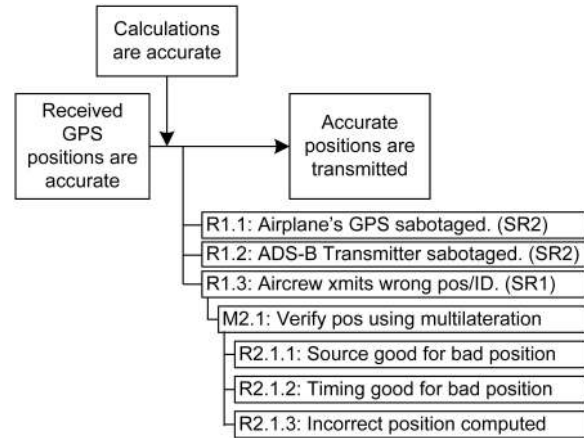 Calculations
are accurate
Received
GPS
positions are
accurate
Accurate
positions are
transmitted
R1.1: Airplane's GPS sabotaged. (SR2)
R1.2: ADS-B Transmitter sabotaged. (SR2)
R1.3: Aircrew xmits wrong pos/ID. (SR1)
M2.1: Verify pos using multilateration
R2.1.1: Source good for bad position
R2.1.2: Timing good for bad position
R2.1.3: Incorrect position computed